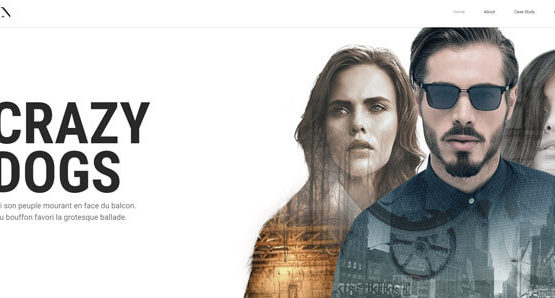 Home About Case Study
CRAZY
DOGS
i son peuple mourant en face du balcon.
u bouffon favori la grotesque ballade.